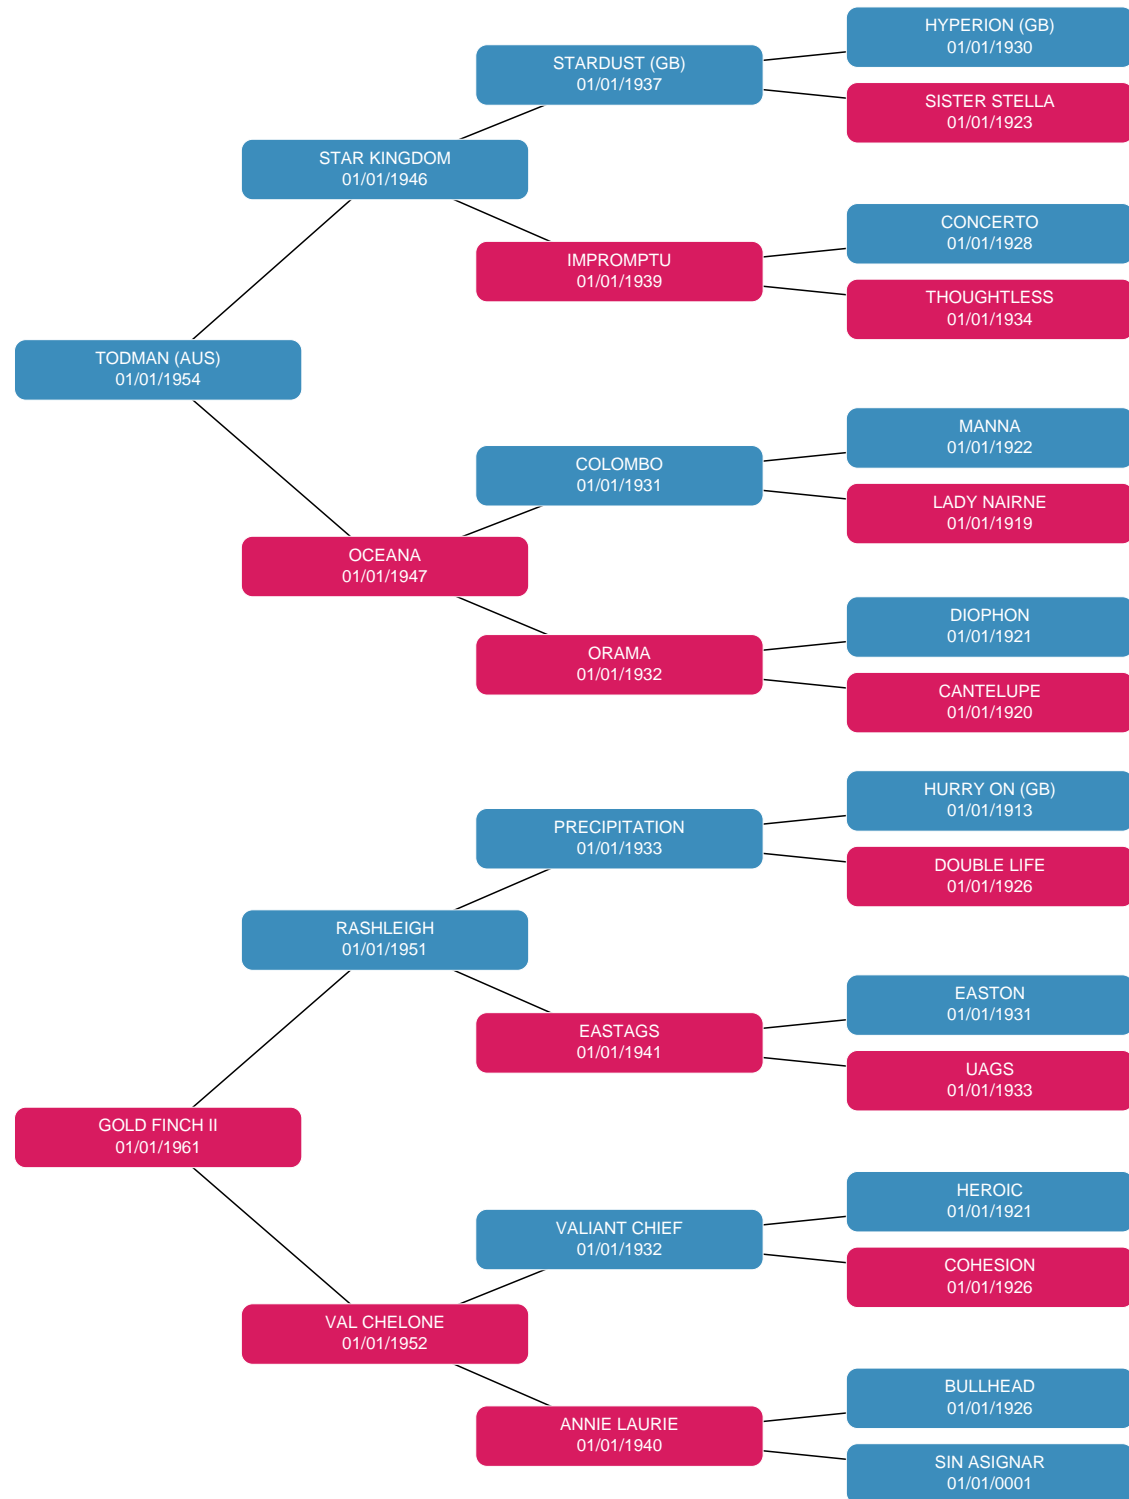 HYPERION (GB)
01/01/1930
STARDUST (GB)
01/01/1937
SISTER STELLA
01/01/1923
STAR KINGDOM
01/01/1946
CONCERTO
01/01/1928
IMPROMPTU
01/01/1939
THOUGHTLESS
01/01/1934
TODMAN (AUS)
01/01/1954
MANNA
01/01/1922
COLOMBO
01/01/1931
LADY NAIRNE
01/01/1919
OCEANA
01/01/1947
DIOPHON
01/01/1921
ORAMA
01/01/1932
CANTELUPE
01/01/1920
HURRY ON (GB)
01/01/1913
PRECIPITATION
01/01/1933
DOUBLE LIFE
01/01/1926
RASHLEIGH
01/01/1951
EASTON
01/01/1931
EASTAGS
01/01/1941
UAGS
01/01/1933
GOLD FINCH II
01/01/1961
HEROIC
01/01/1921
VALIANT CHIEF
01/01/1932
COHESION
01/01/1926
VAL CHELONE
01/01/1952
BULLHEAD
01/01/1926
ANNIE LAURIE
01/01/1940
SIN ASIGNAR
01/01/0001